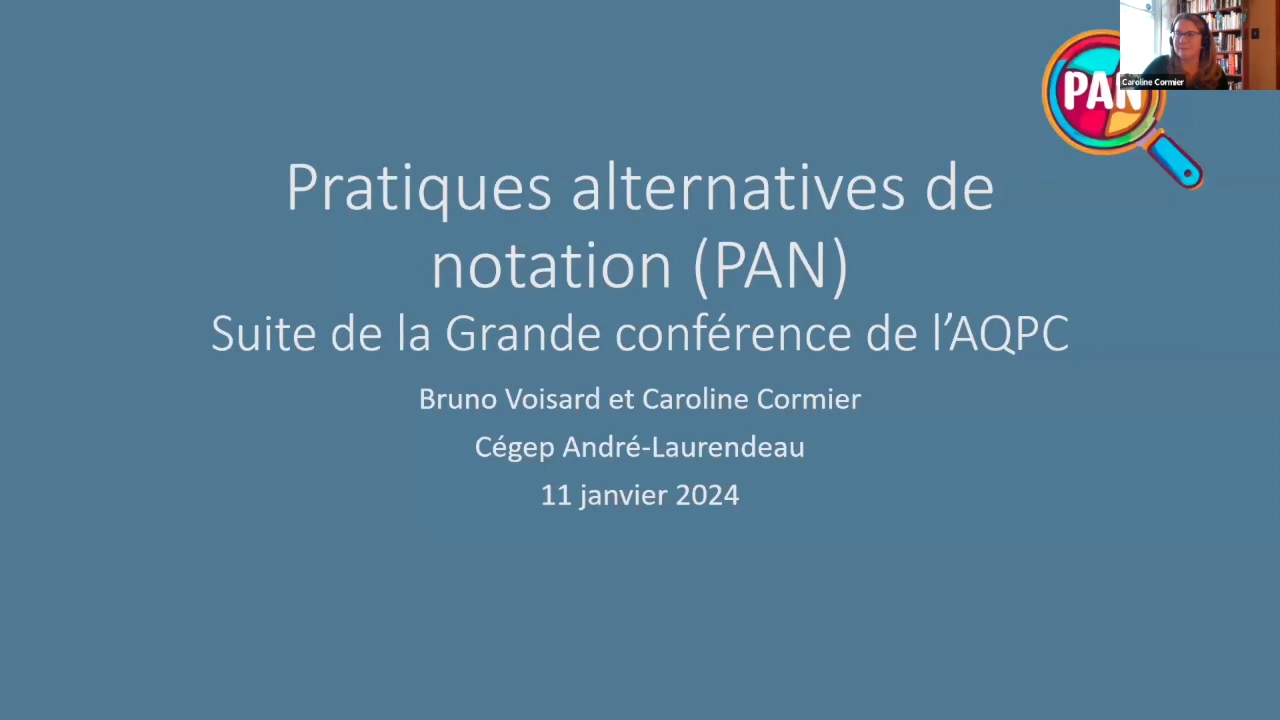 PAN
Caroline Cormier
Pratiques alternatives de
notation (PAN)
Suite de la Grande conférence de l’AQPC
Bruno Voisard et Caroline Cormier
Cégep André-Laurendeau
11 janvier 2024